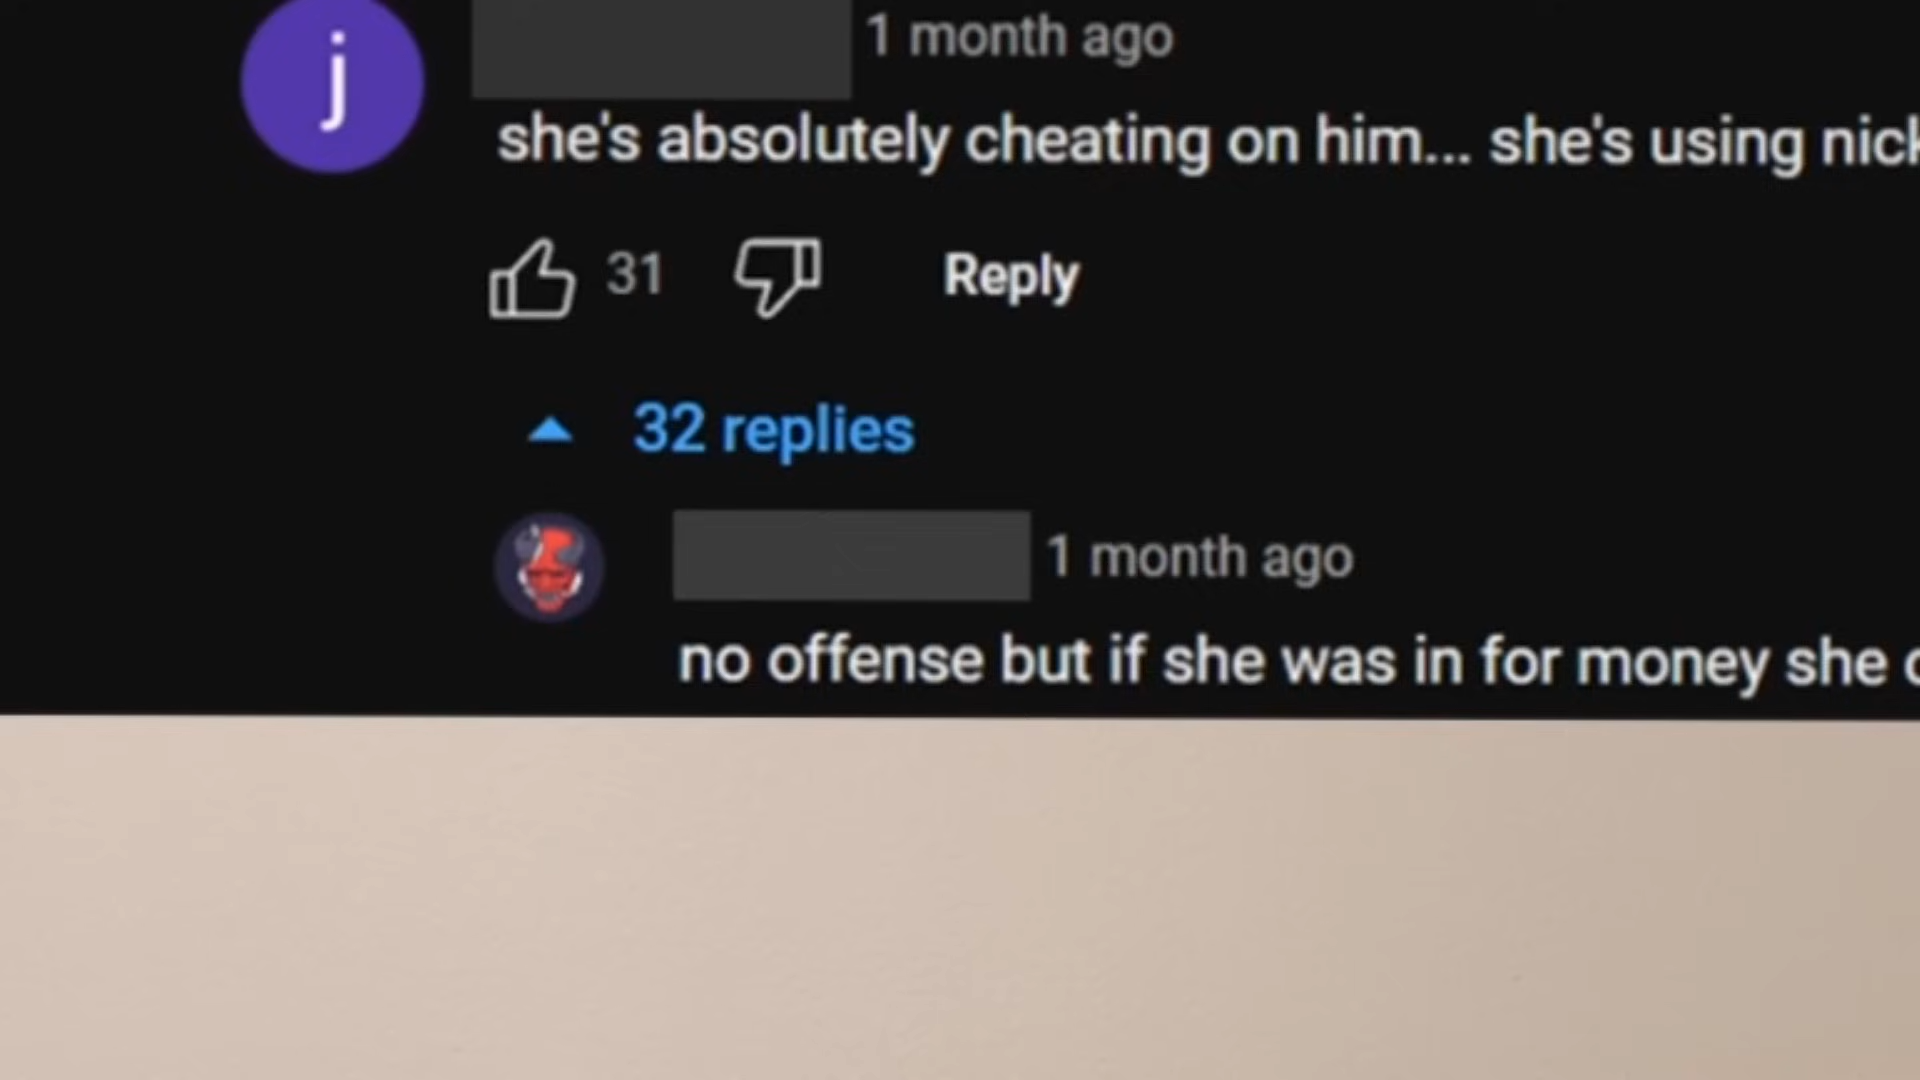 j
1 month ago
she's absolutely cheating on him... she's using nick
31
Reply
32 replies
1 month ago
no offense but if she was in for money she